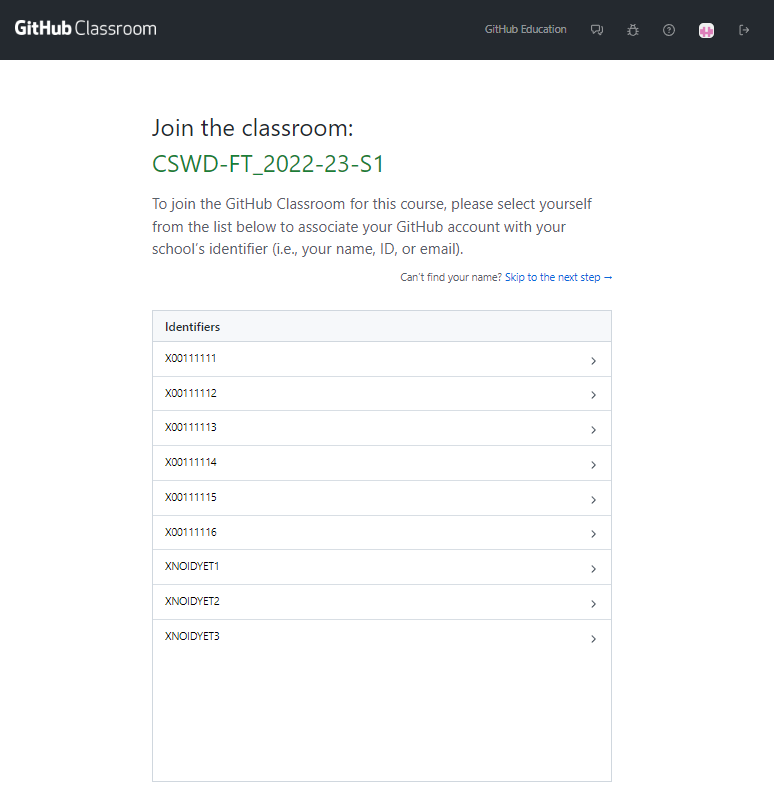 GitHub Classroom
GitHub Education
Join the classroom:
CSWD-FT_2022-23-S1
To join the GitHub Classroom for this course, please select yourself
from the list below to associate your GitHub account with your
school’s identifier (i.e., your name, ID, or email).
Can’t find your name? Skip to the next step →
Identifiers
X00111111
X00111112
X00111113
X00111114
X00111115
X00111116
XNOIDYET1
XNOIDYET2
XNOIDYET3